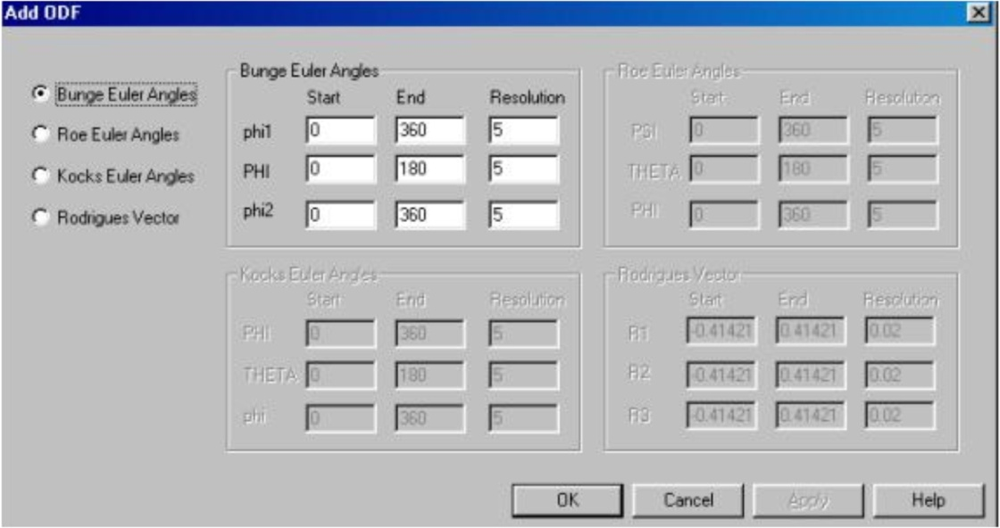 Add ODF
Bunge Euler Angles
Roe Euler Angles
Kocks Euler Angles
Rodrigues Vector
Bunge Euler Angles
Start End Resolution
phi1 0 360 5
PHI 0 180 5
phi2 0 360 5
Roe Euler Angles
Start End Resolution
PSI 0 360 5
THETA 0 180 5
PHI 0 360 5
Kocks Euler Angles
Start End Resolution
PHI 0 360 5
THETA 0 180 5
phi 0 360 5
Rodrigues Vector
Start End Resolution
R1 -0.41421 0.41421 0.02
R2 -0.41421 0.41421 0.02
R3 -0.41421 0.41421 0.02
OK Cancel Apply Help